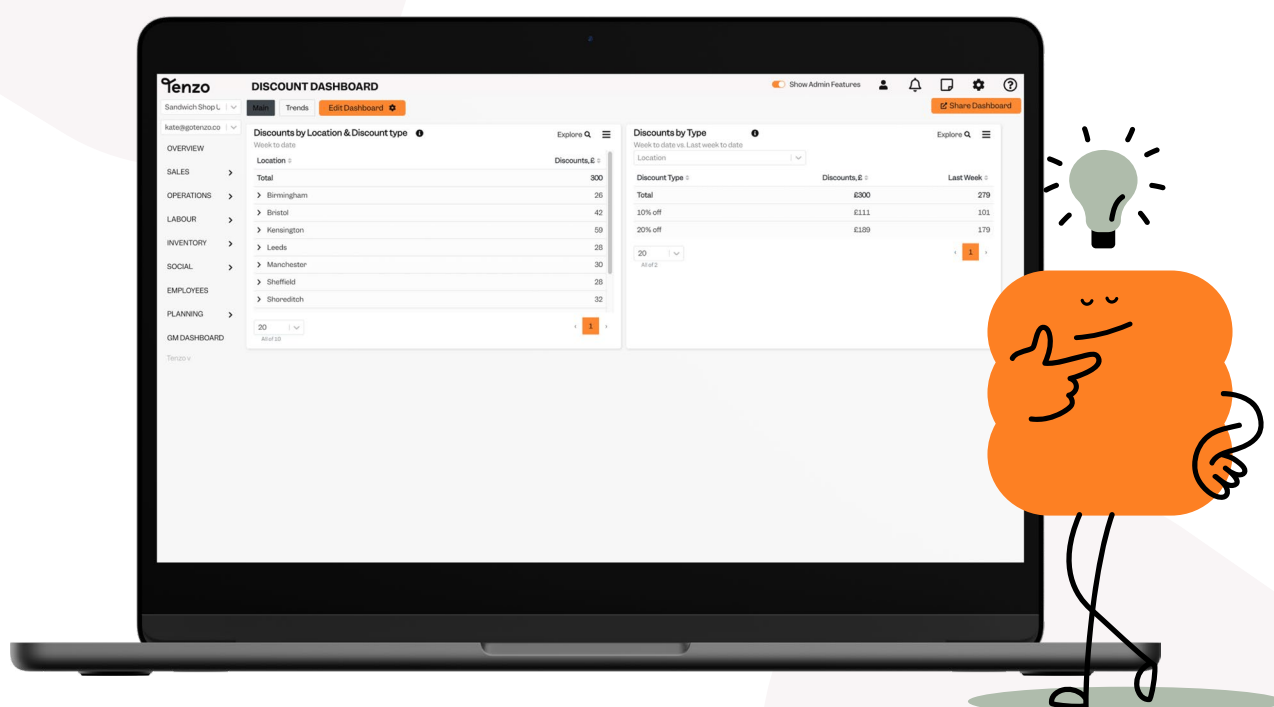 Tenzo
DISCOUNT DASHBOARD
Show Admin Features
Sandwich Shop L
Main
Trends
Edit Dashboard
Share Dashboard
kate@gotenzo.co
OVERVIEW
SALES
OPERATIONS
LABOUR
INVENTORY
SOCIAL
EMPLOYEES
PLANNING
GM DASHBOARD
Tenzo v
Discounts by Location & Discount type
Explore
Week to date
Location Discounts, £
Total 300
Birmingham 26
Bristol 42
Kensington 59
Leeds 28
Manchester 30
Sheffield 28
Shoreditch 32
20
1
All of 10
Discounts by Type
Explore
Week to date vs. Last week to date
Location
Discount Type Discounts, £ Last Week
Total £300 279
10% off £111 101
20% off £189 179
20
1
All of 2